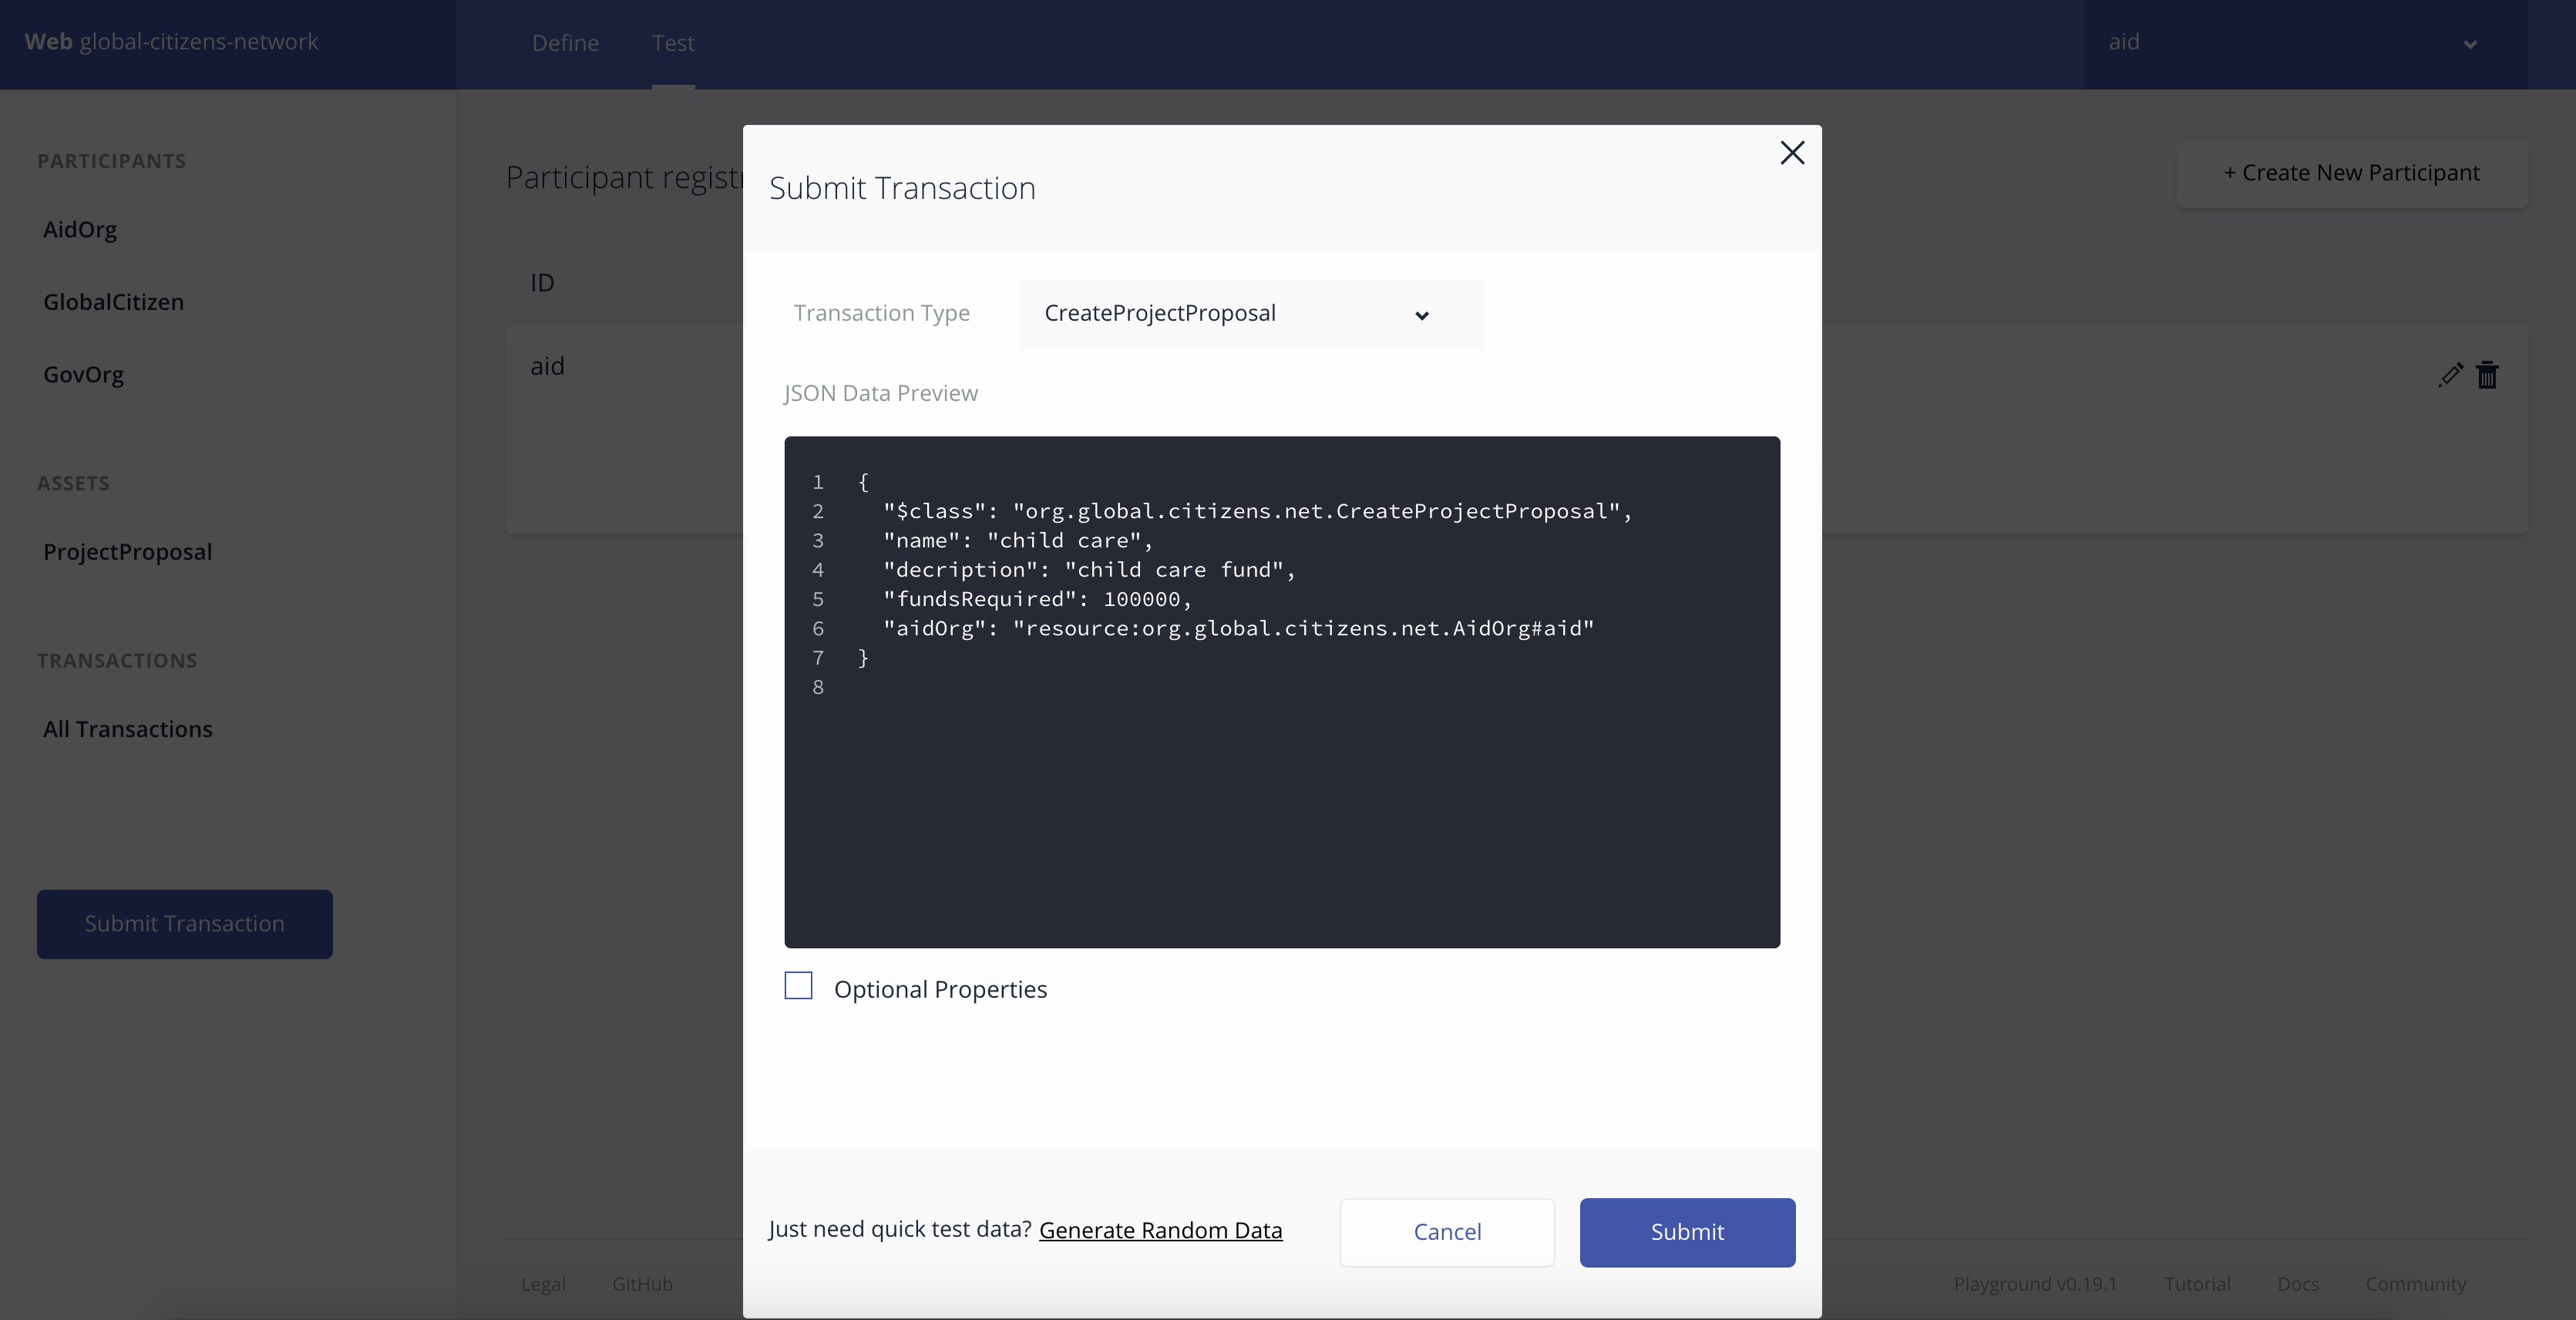 Web global-citizens-network
Define
Test
aid
PARTICIPANTS
AidOrg
GlobalCitizen
GovOrg
ASSETS
ProjectProposal
TRANSACTIONS
All Transactions
Submit Transaction
Participant regist
+ Create New Participant
ID
aid
Submit Transaction
Transaction Type
CreateProjectProposal
JSON Data Preview
1 {
2 "$class": "org.global.citizens.net.CreateProjectProposal",
3 "name": "child care",
4 "decription": "child care fund",
5 "fundsRequired": 100000,
6 "aidOrg": "resource:org.global.citizens.net.AidOrg#aid"
7 }
8
Optional Properties
Just need quick test data? Generate Random Data
Cancel
Submit
Legal
GitHub
Playground v0.19.1
Tutorial
Docs
Community